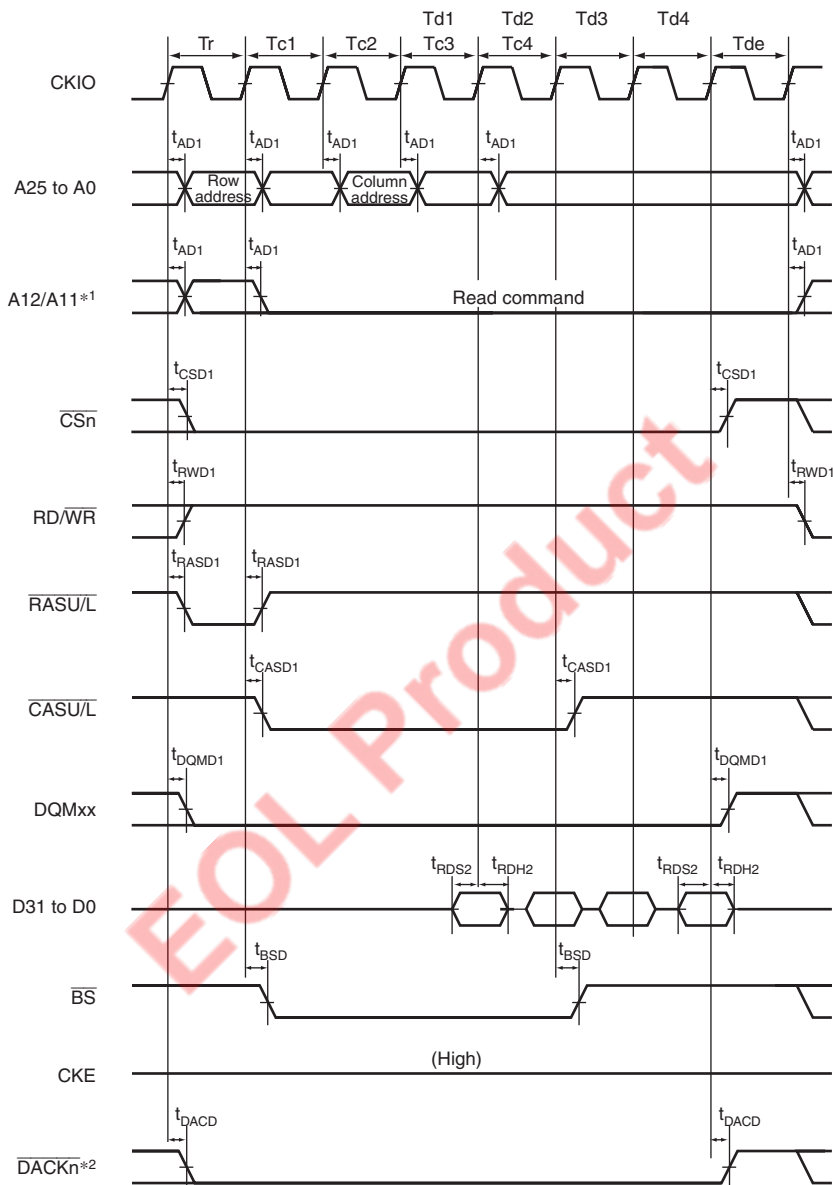 Td1 Td2 Td3 Td4
Tr Tc1 Tc2 Tc3 Tc4 Tde
CKIO
tAD1 tAD1 tAD1 tAD1 tAD1 tAD1
A25 to A0
Row address
Column address
tAD1 tAD1 tAD1
A12/A11*1
Read command
tCSD1 tCSD1
CSn
tRWD1 tRWD1
RD/WR
tRASD1 tRASD1
RASU/L
tCASD1 tCASD1
CASU/L
tDQMD1 tDQMD1
DQMxx
tRDS2 tRDH2 tRDS2 tRDH2
D31 to D0
tBSD tBSD
BS
(High)
CKE
tDACD tDACD
DACKn*2
EOL Product